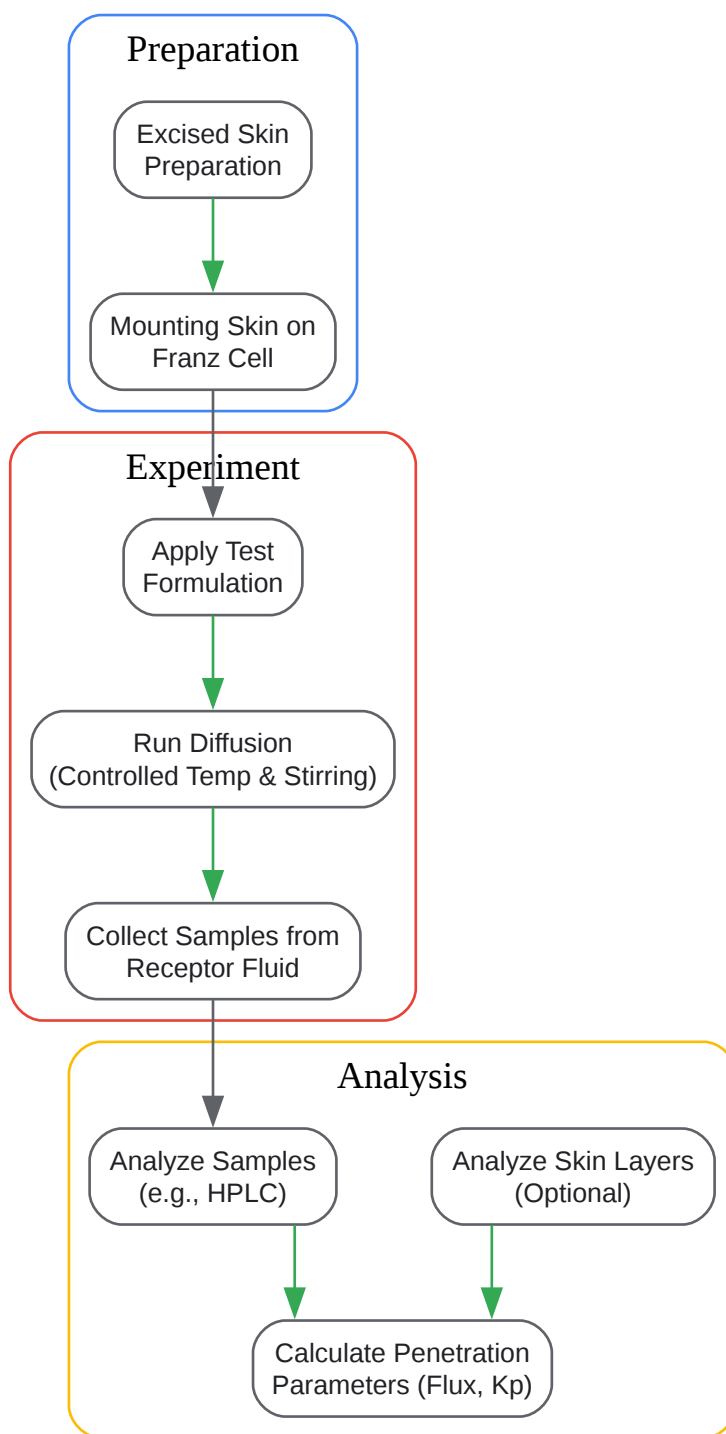 Preparation
Excised Skin
Preparation
Mounting Skin on
Franz Cell
Experiment
Apply Test
Formulation
Run Diffusion
(Controlled Temp & Stirring)
Collect Samples from
Receptor Fluid
Analysis
Analyze Samples
(e.g., HPLC)
Analyze Skin Layers
(Optional)
Calculate Penetration
Parameters (Flux, Kp)